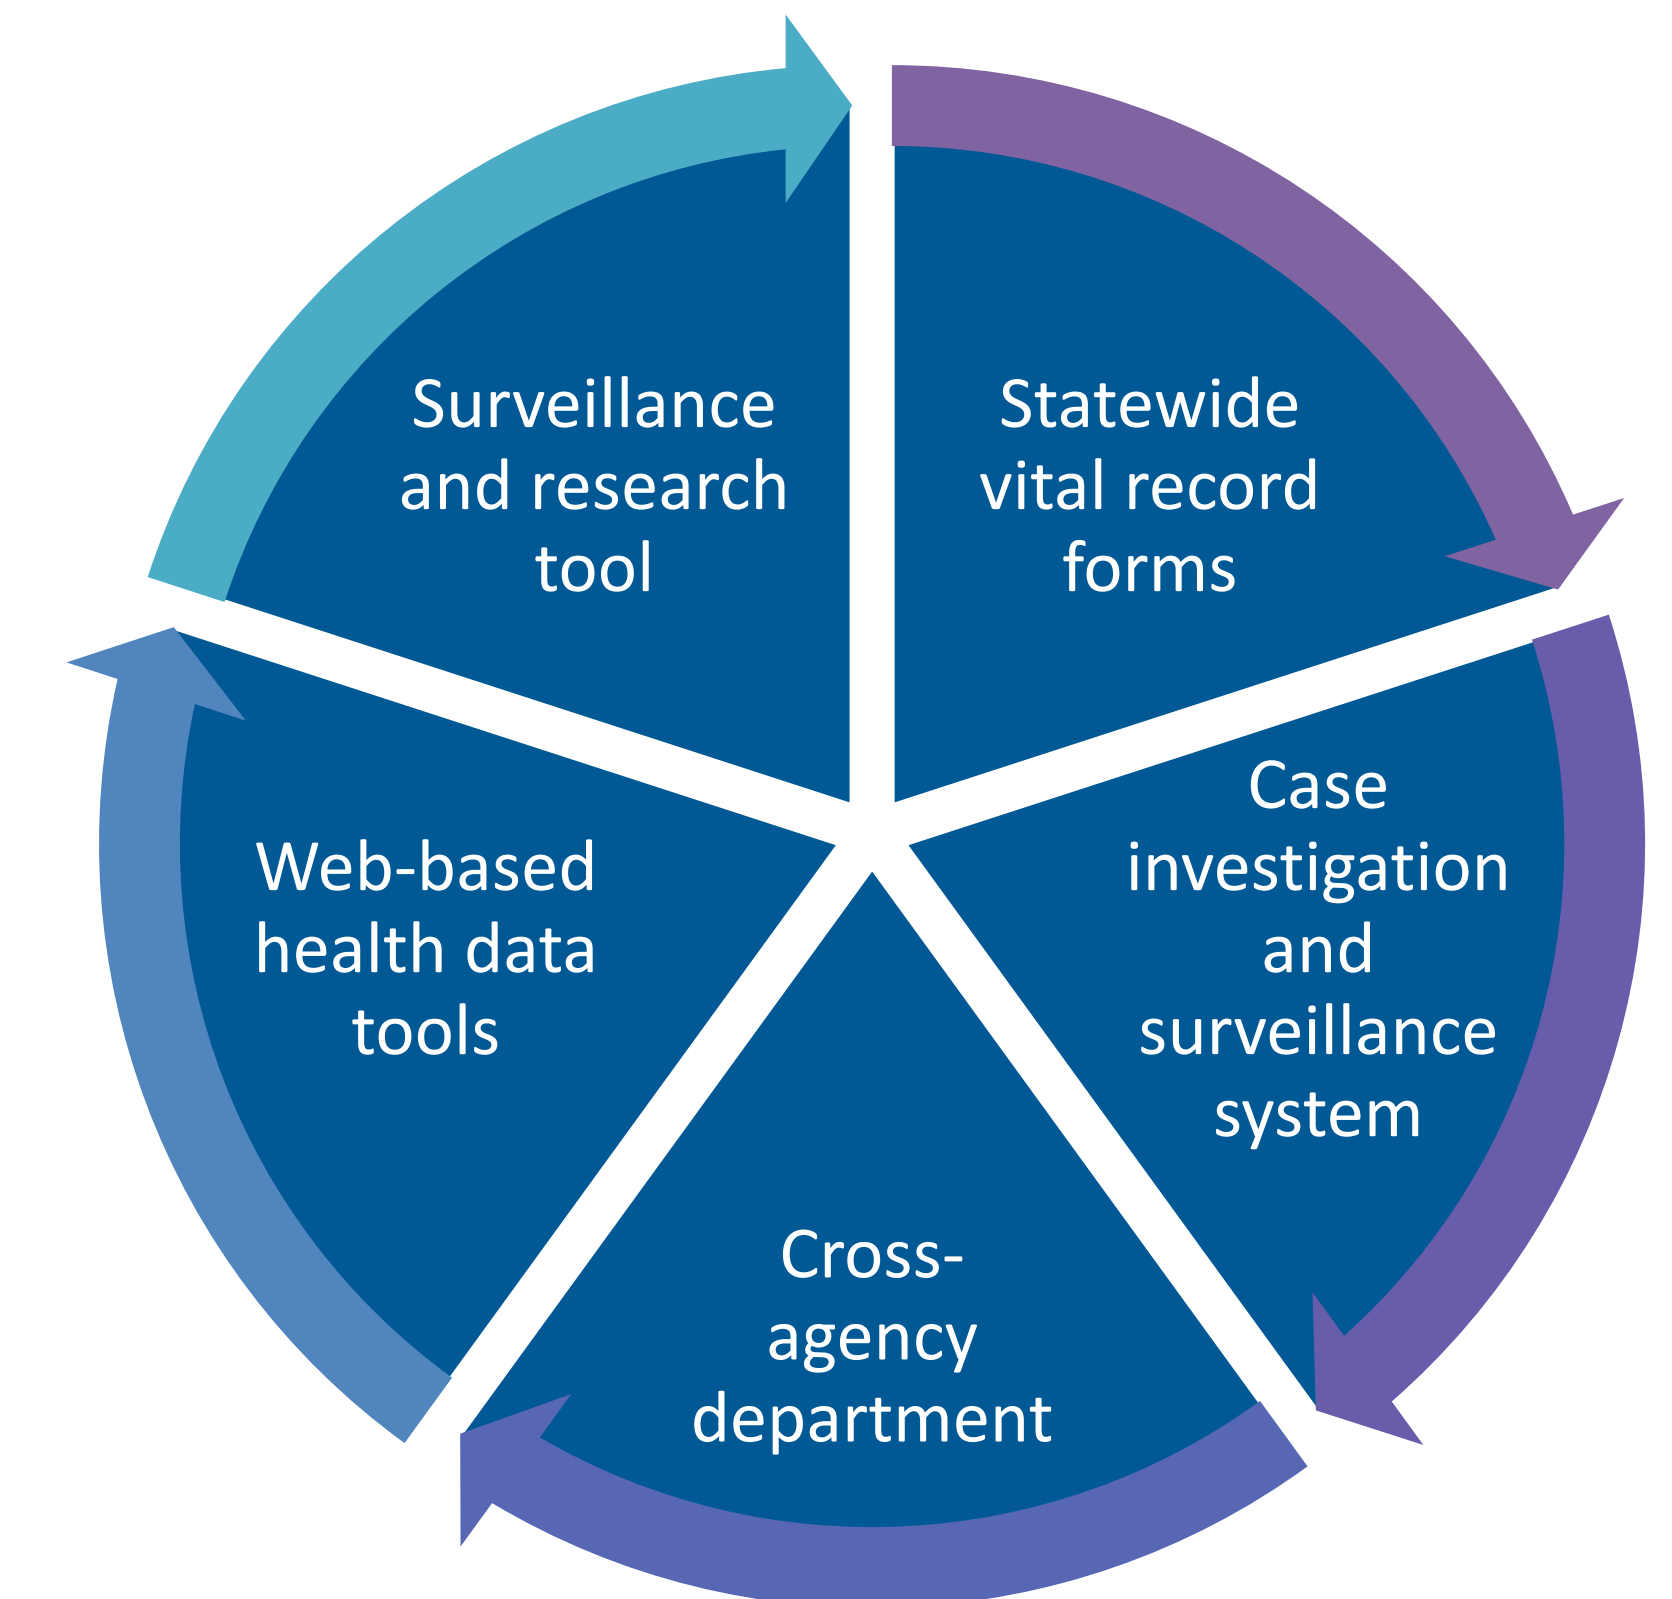 Surveillance
and research
tool
Statewide
vital record
forms
Case
investigation
and
surveillance
system
Cross-
agency
department
Web-based
health data
tools